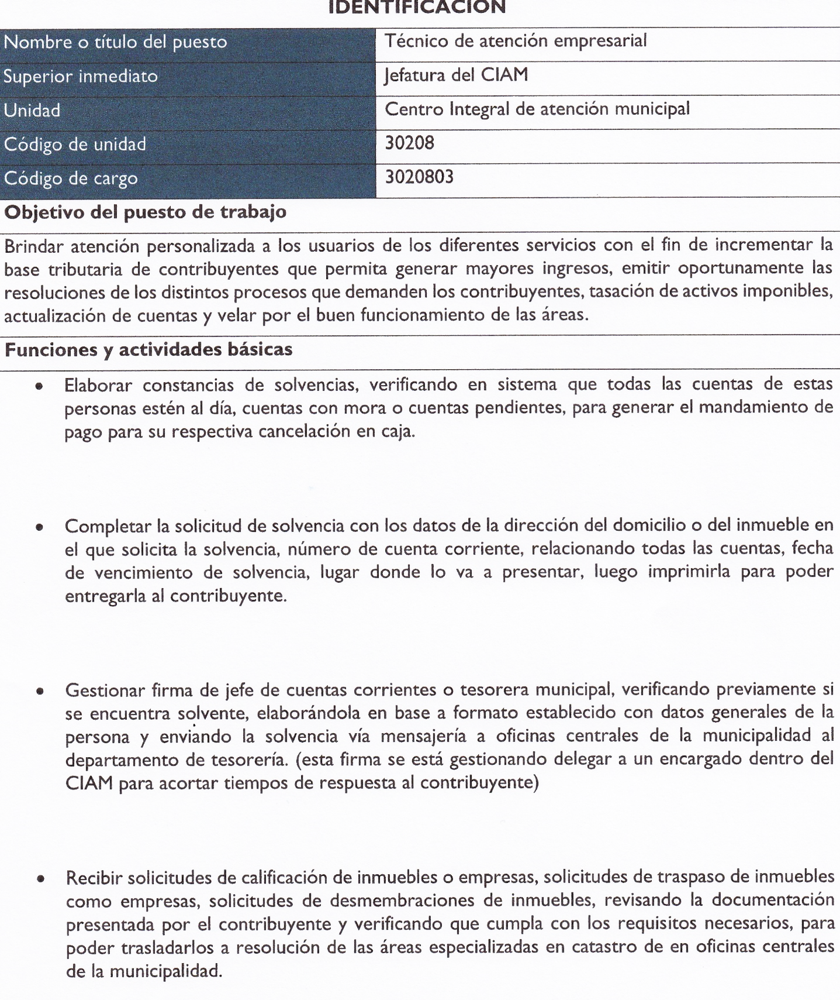 IDENTIFICACIÓN
Nombre o título del puesto Técnico de atención empresarial
Superior inmediato Jefatura del CIAM
Unidad Centro Integral de atención municipal
Código de unidad 30208
Código de cargo 3020803
Objetivo del puesto de trabajo
Brindar atención personalizada a los usuarios de los diferentes servicios con el fin de incrementar la
base tributaria de contribuyentes que permita generar mayores ingresos, emitir oportunamente las
resoluciones de los distintos procesos que demanden los contribuyentes, tasación de activos imponibles,
actualización de cuentas y velar por el buen funcionamiento de las áreas.
Funciones y actividades básicas
• Elaborar constancias de solvencias, verificando en sistema que todas las cuentas de estas
personas estén al día, cuentas con mora o cuentas pendientes, para generar el mandamiento de
pago para su respectiva cancelación en caja.
• Completar la solicitud de solvencia con los datos de la dirección del domicilio o del inmueble en
el que solicita la solvencia, número de cuenta corriente, relacionando todas las cuentas, fecha
de vencimiento de solvencia, lugar donde lo va a presentar, luego imprimirla para poder
entregarla al contribuyente.
• Gestionar firma de jefe de cuentas corrientes o tesorera municipal, verificando previamente si
se encuentra solvente, elaborándola en base a formato establecido con datos generales de la
persona y enviando la solvencia vía mensajería a oficinas centrales de la municipalidad al
departamento de tesorería. (esta firma se está gestionando delegar a un encargado dentro del
CIAM para acortar tiempos de respuesta al contribuyente)
• Recibir solicitudes de calificación de inmuebles o empresas, solicitudes de traspaso de inmuebles
como empresas, solicitudes de desmembraciones de inmuebles, revisando la documentación
presentada por el contribuyente y verificando que cumpla con los requisitos necesarios, para
poder trasladarlos a resolución de las áreas especializadas en catastro de en oficinas centrales
de la municipalidad.